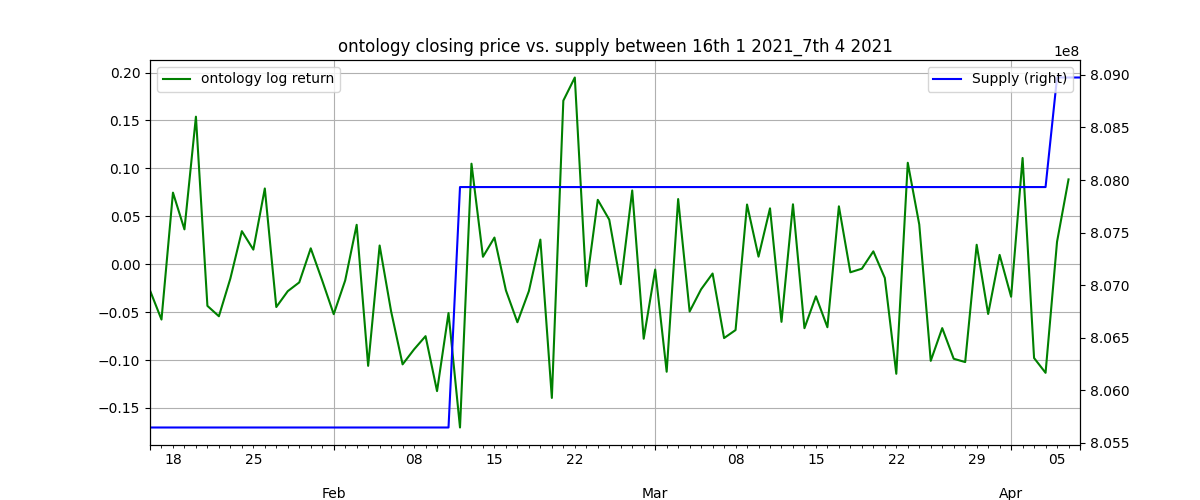 ontology closing price vs. supply between 16th 1 2021_7th 4 2021
1e8
ontology log return
Supply (right)
0.20
0.15
0.10
0.05
0.00
−0.05
−0.10
−0.15
8.090
8.085
8.080
8.075
8.070
8.065
8.060
8.055
18 25 08 15 22 08 15 22 29 05
Feb Mar Apr